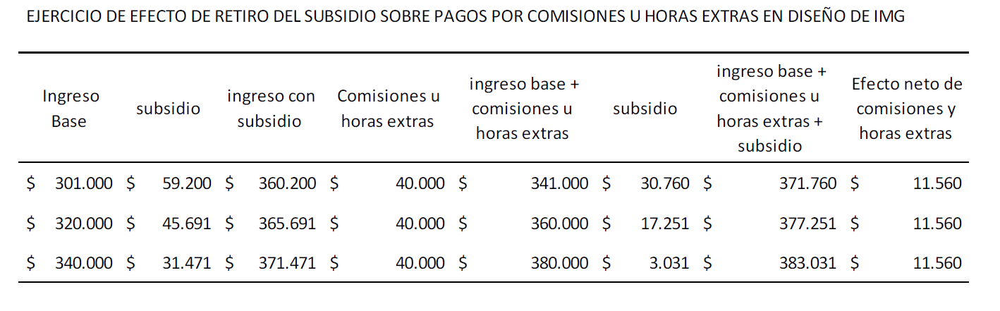 EJERCICIO DE EFECTO DE RETIRO DEL SUBSIDIO SOBRE PAGOS POR COMISIONES U HORAS EXTRAS EN DISEÑO DE IMG
Ingreso Base
subsidio
ingreso con subsidio
Comisiones u horas extras
ingreso base + comisiones u horas extras
subsidio
ingreso base + comisiones u horas extras + subsidio
Efecto neto de comisiones y horas extras
$ 301.000 $ 59.200 $ 360.200 $ 40.000 $ 341.000 $ 30.760 $ 371.760 $ 11.560
$ 320.000 $ 45.691 $ 365.691 $ 40.000 $ 360.000 $ 17.251 $ 377.251 $ 11.560
$ 340.000 $ 31.471 $ 371.471 $ 40.000 $ 380.000 $ 3.031 $ 383.031 $ 11.560